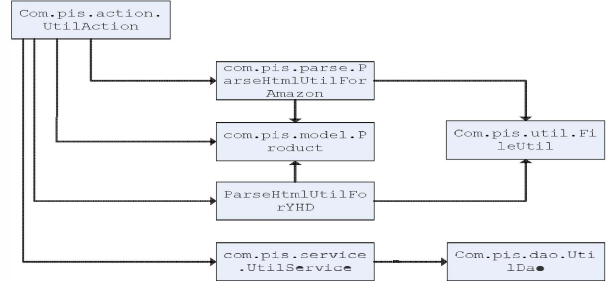 Com.pis.action.
UtilAction
com.pis.parse.P
arseHtmlUtilFor
Amazon
com.pis.model.P
roduct
Com.pis.util.Fi
leUtil
ParseHtmlUtilFo
rYHD
com.pis.service
.UtilService
Com.pis.dao.Uti
lDao